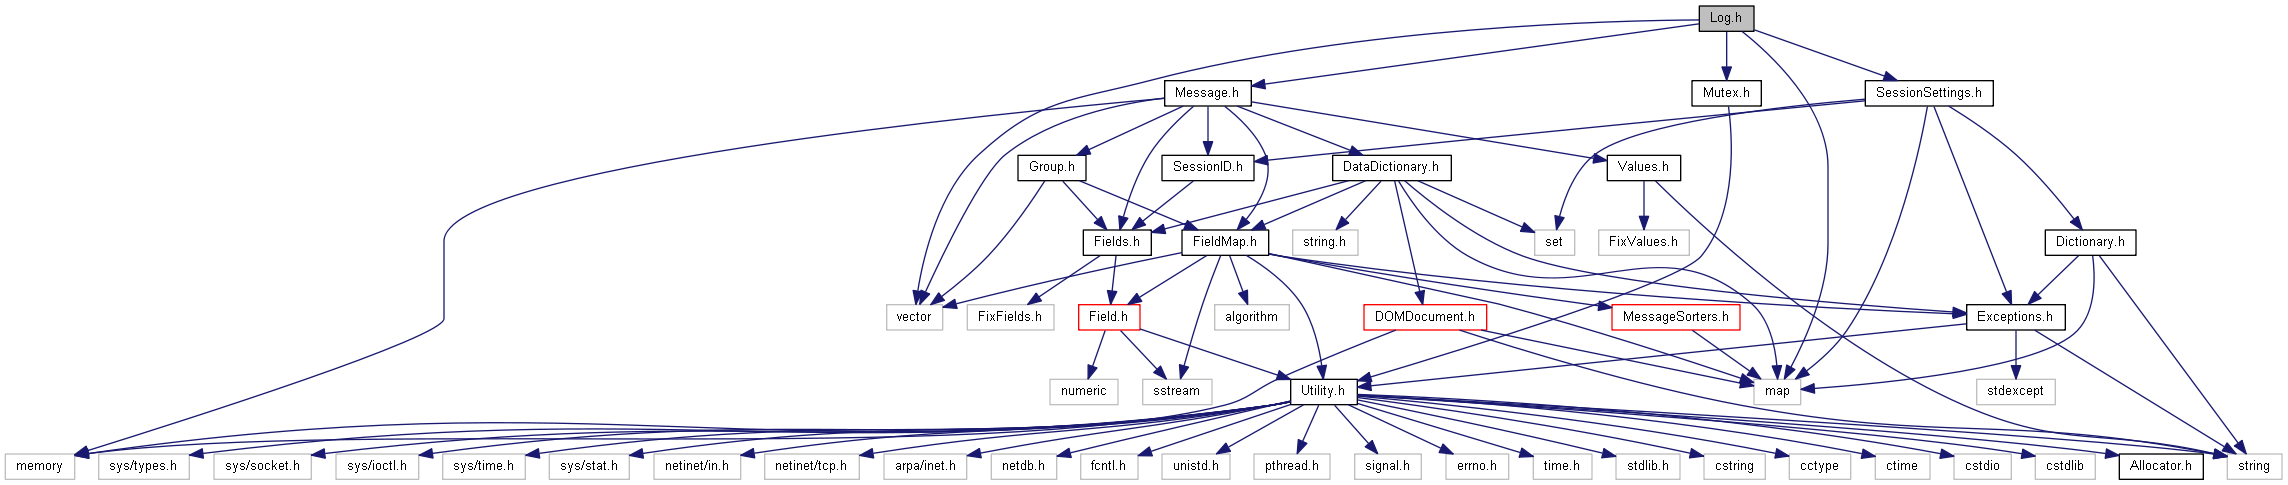 Log.h
Message.h
Mutex.h
SessionSettings.h
Group.h
SessionID.h
DataDictionary.h
Values.h
Fields.h
FieldMap.h
string.h
set
FixValues.h
Dictionary.h
vector
FixFields.h
Field.h
algorithm
DOMDocument.h
MessageSorters.h
Exceptions.h
numeric
sstream
Utility.h
map
stdexcept
memory
sys/types.h
sys/socket.h
sys/ioctl.h
sys/time.h
sys/stat.h
netinet/in.h
netinet/tcp.h
arpa/inet.h
netdb.h
fcntl.h
unistd.h
pthread.h
signal.h
errno.h
time.h
stdlib.h
cstring
cctype
ctime
cstdio
cstdlib
Allocator.h
string